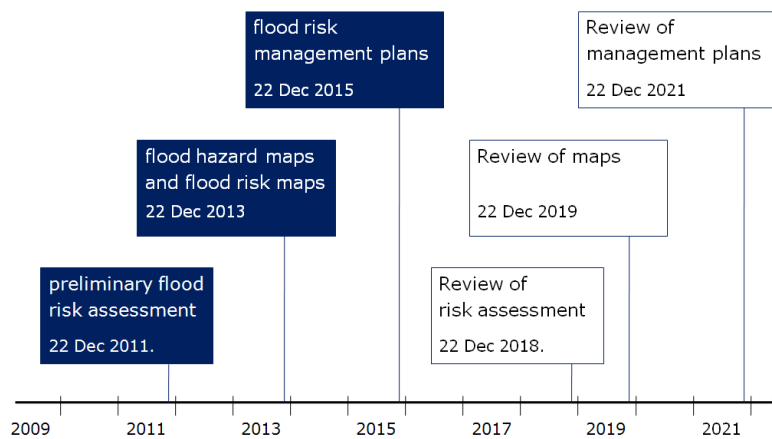 flood risk
management plans
22 Dec 2015
Review of
management plans
22 Dec 2021
flood hazard maps
and flood risk maps
22 Dec 2013
Review of maps
22 Dec 2019
preliminary flood
risk assessment
22 Dec 2011.
Review of
risk assessment
22 Dec 2018.
2009 2011 2013 2015 2017 2019 2021